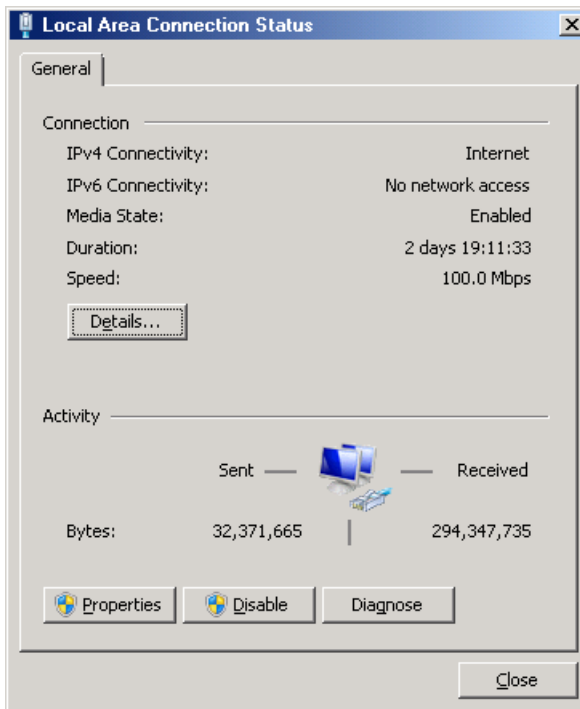 Local Area Connection Status
General
Connection
IPv4 Connectivity: Internet
IPv6 Connectivity: No network access
Media State: Enabled
Duration: 2 days 19:11:33
Speed: 100.0 Mbps
Details...
Activity
Sent Received
Bytes: 32,371,665 294,347,735
Properties Disable Diagnose
Close